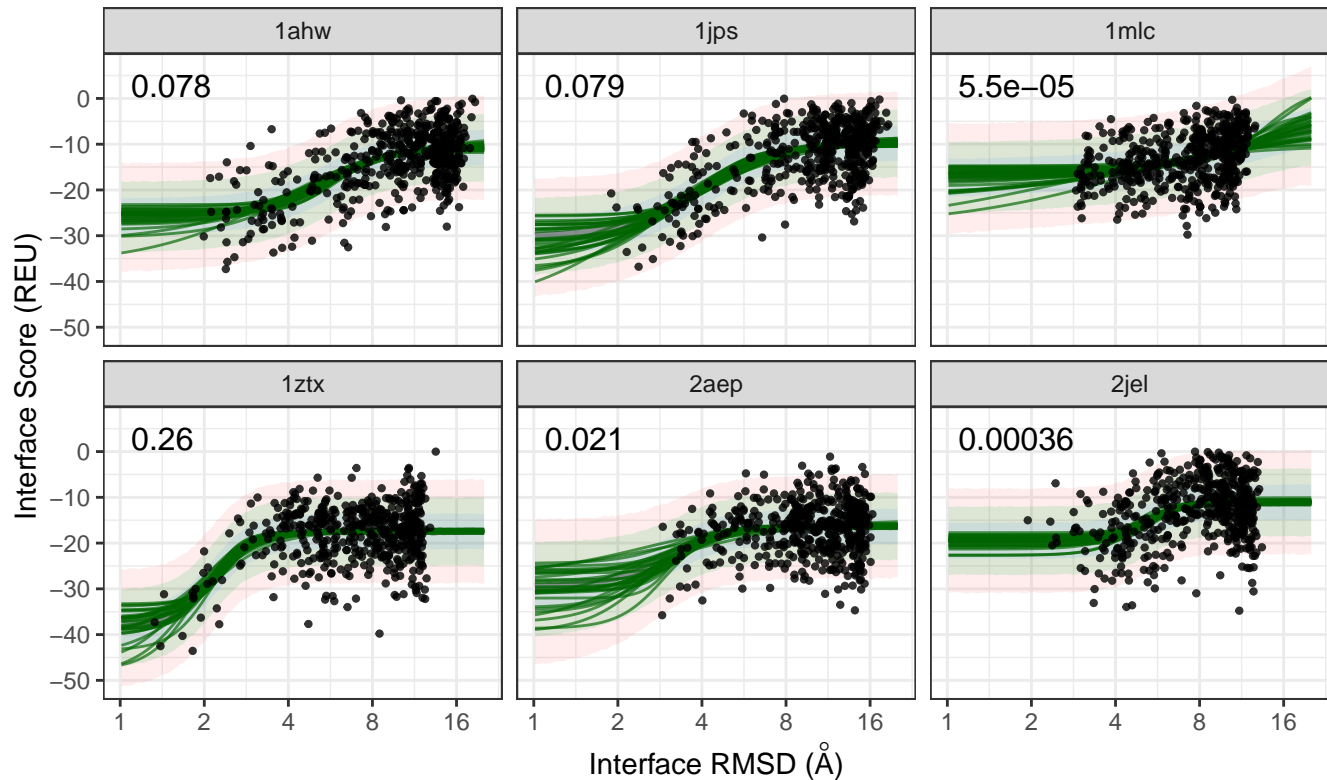 1ahw 1jps 1mlc
0.078 0.079 5.5e−05
0
−10
−20
−30
−40
−50
1ztx 2aep 2jel
0.26 0.021 0.00036
0
−10
−20
−30
−40
−50
1 2 4 8 16 1 2 4 8 16 1 2 4 8 16
Interface Score (REU)
Interface RMSD (Å)